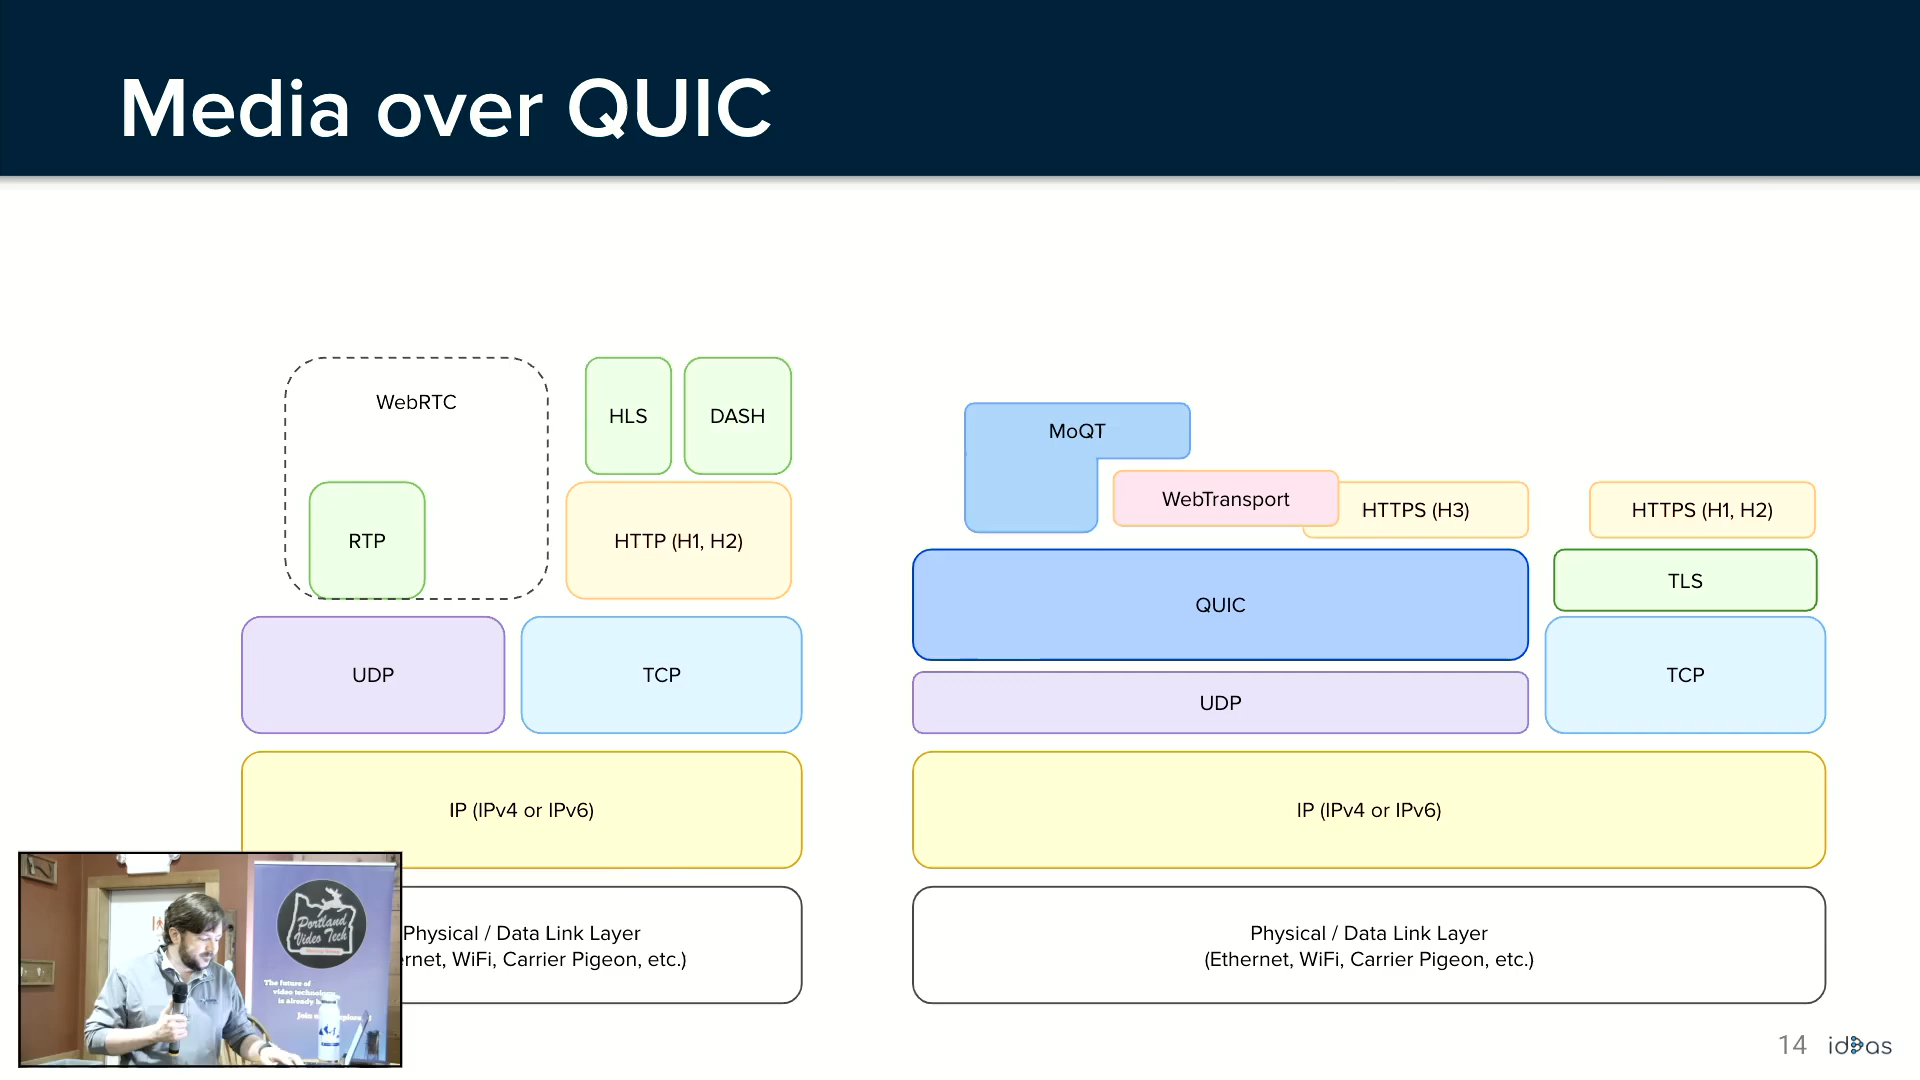 Media over QUIC
WebRTC
RTP
HLS
DASH
HTTP (H1, H2)
UDP
TCP
IP (IPv4 or IPv6)
Physical / Data Link Layer
rnet, WiFi, Carrier Pigeon, etc.)
MoQT
WebTransport
HTTPS (H3)
HTTPS (H1, H2)
QUIC
TLS
UDP
TCP
IP (IPv4 or IPv6)
Physical / Data Link Layer
(Ethernet, WiFi, Carrier Pigeon, etc.)
Portland
Video Tech
The future of
video technology
is already
14